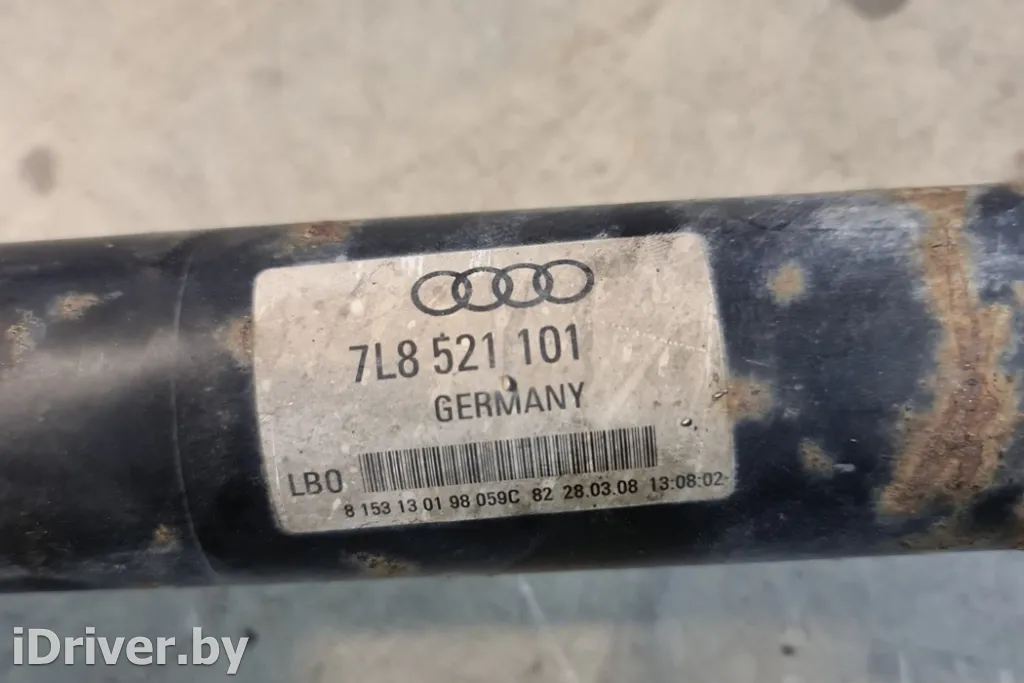 7L8 521 101
GERMANY
LBO
8 153 13 01 98 059C 82 28.03.08 13:08:02
iDriver.by